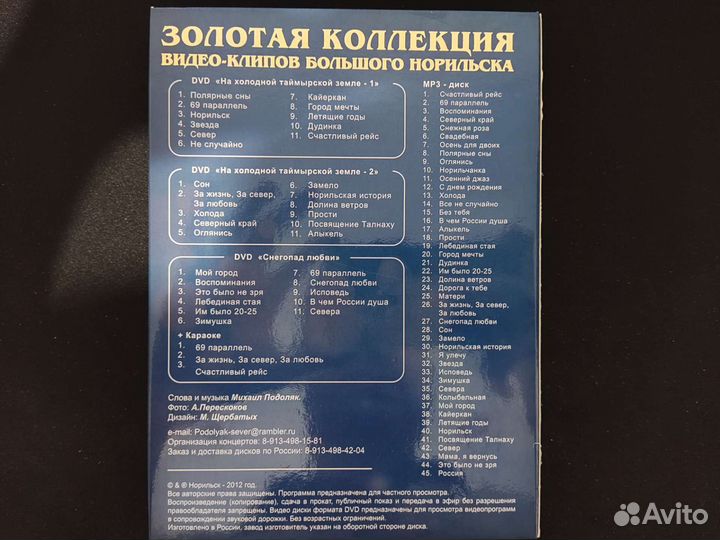 ЗОЛОТАЯ КОЛЛЕКЦИЯ
ВИДЕО-КЛИПОВ БОЛЬШОГО НОРИЛЬСКА
DVD «На холодной таймырской земле - 1»
1. Полярные сны
2. 69 параллель
3. Норильск
4. Звезда
5. Север
6. Не случайно
7. Кайеркан
8. Город мечты
9. Летящие годы
10. Дудинка
11. Счастливый рейс
DVD «На холодной таймырской земле - 2»
1. Сон
2. За жизнь, За север,
За любовь
3. Холода
4. Северный край
5. Оглянись
6. Замело
7. Норильская история
8. Долина ветров
9. Прости
10. Посвящение Талнаху
11. Алыкель
DVD «Снегопад любви»
1. Мой город
2. Воспоминания
3. Это было не зря
4. Лебединая стая
5. Им было 20-25
6. Зимушка
7. 69 параллель
8. Снегопад любви
9. Исповедь
10. В чем России душа
11. Севера
+ Караоке
1. 69 параллель
2. За жизнь, За север, За любовь
3. Счастливый рейс
Слова и музыка Михаил Подоляк.
Фото: А.Перескоков
Дизайн: М. Щербатых
e-mail: Podolyak-sever@rambler.ru
Организация концертов: 8-913-498-15-81
Заказ и доставка дисков по России: 8-913-498-42-04
© & ® Норильск - 2012 год.
Все авторские права защищены. Программа предназначена для частного просмотра.
Воспроизведение (копирование), сдача в прокат, публичный показ и передача в эфир без разрешения
правообладателя запрещены. Видео диски формата DVD предназначены для просмотра видеопрограмм
в сопровождении звуковой дорожки. Без возрастных ограничений.
Изготовлено в России, завод изготовитель указан на оборотной стороне диска.
MP3 - диск
1. Счастливый рейс
2. 69 параллель
3. Воспоминания
4. Северный край
5. Снежная роза
6. Свадебная
7. Осень для двоих
8. Полярные сны
9. Оглянись
10. Норильчанка
11. Осенний джаз
12. С днем рождения
13. Холода
14. Все не случайно
15. Без тебя
16. В чем России душа
17. Алыкель
18. Прости
19. Лебединая стая
20. Город мечты
21. Дудинка
22. Им было 20-25
23. Долина ветров
24. Дорога к тебе
25. Матери
26. За жизнь, За север,
За любовь
27. Снегопад любви
28. Сон
29. Замело
30. Норильская история
31. Я улечу
32. Звезда
33. Исповедь
34. Зимушка
35. Севера
36. Колыбельная
37. Мой город
38. Кайеркан
39. Летящие годы
40. Норильск
41. Посвящение Талнаху
42. Север
43. Мама, я вернусь
44. Это было не зря
45. Россия
Avito